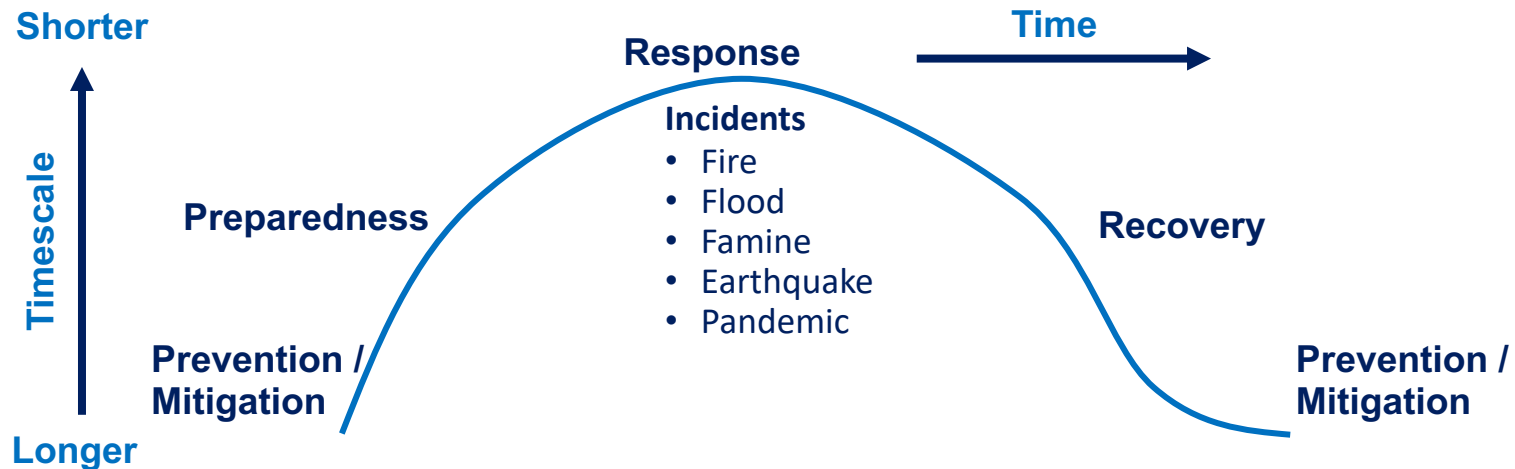 Shorter
Time
Response
Incidents
• Fire
• Flood
• Famine
• Earthquake
• Pandemic
Timescale
Preparedness
Recovery
Prevention /
Mitigation
Prevention /
Mitigation
Longer